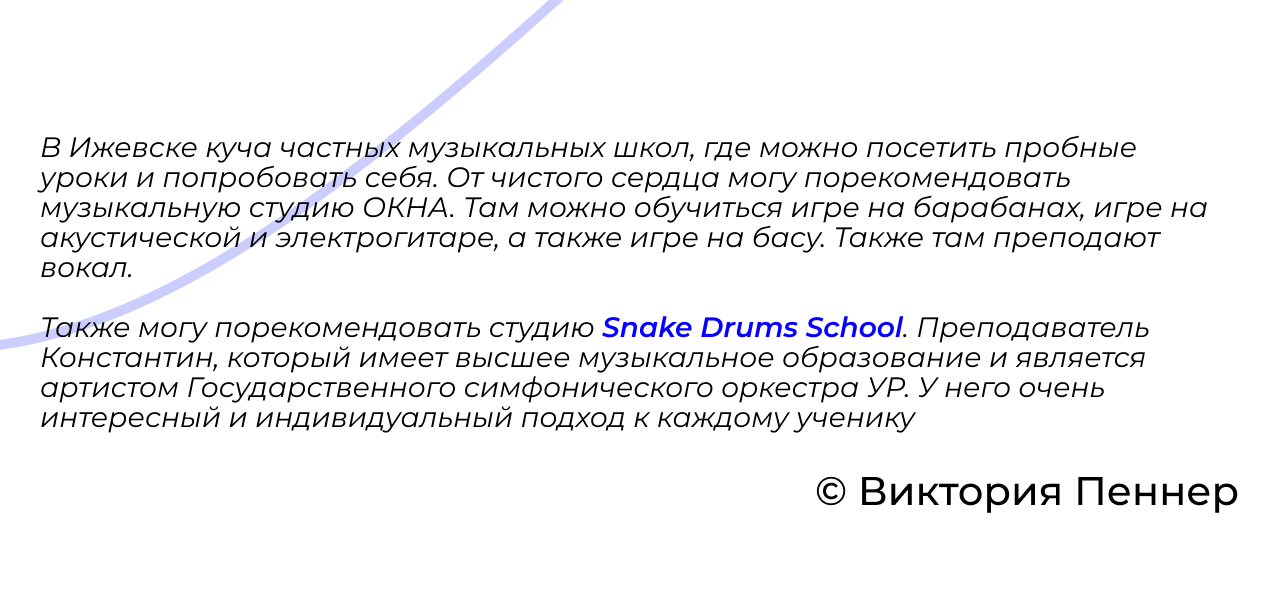 В Ижевске куча частных музыкальных школ, где можно посетить пробные
уроки и попробовать себя. От чистого сердца могу порекомендовать
музыкальную студию ОКНА. Там можно обучиться игре на барабанах, игре на
акустической и электрогитаре, а также игре на басу. Также там преподают
вокал.
Также могу порекомендовать студию Snake Drums School. Преподаватель
Константин, который имеет высшее музыкальное образование и является
артистом Государственного симфонического оркестра УР. У него очень
интересный и индивидуальный подход к каждому ученику
© Виктория Пеннер